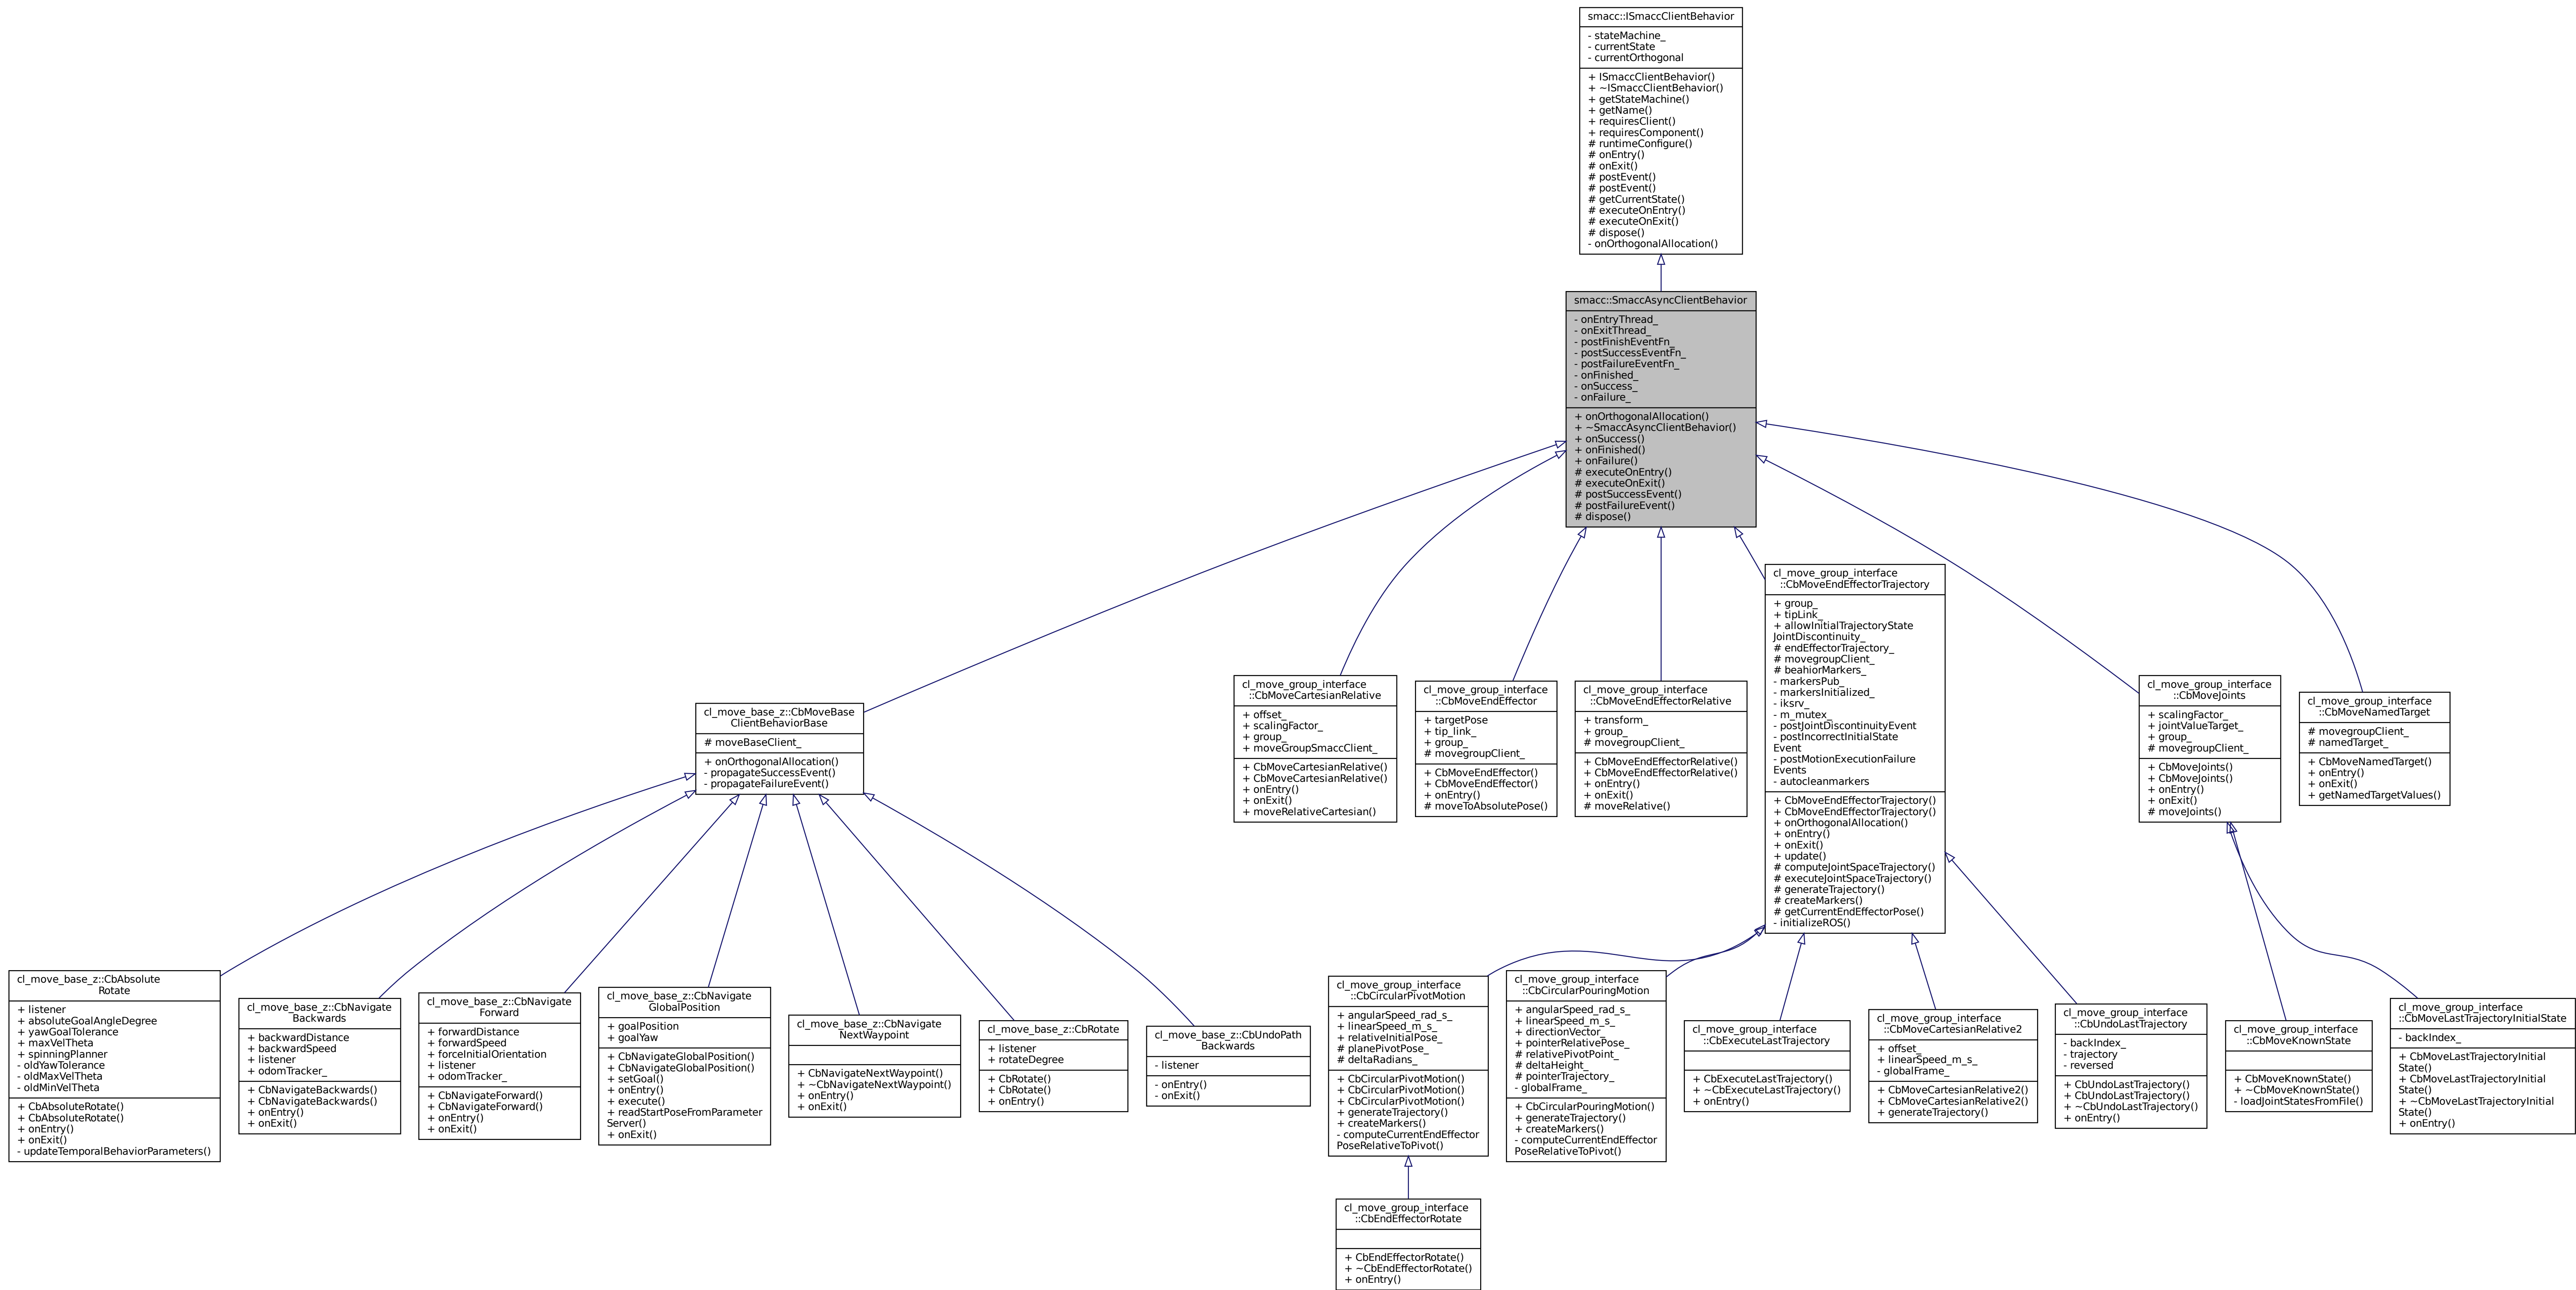 smacc::ISmaccClientBehavior
- stateMachine_
- currentState
- currentOrthogonal
+ ISmaccClientBehavior()
+ ~ISmaccClientBehavior()
+ getStateMachine()
+ getName()
+ requiresClient()
+ requiresComponent()
# runtimeConfigure()
# onEntry()
# onExit()
# postEvent()
# postEvent()
# getCurrentState()
# executeOnEntry()
# executeOnExit()
# dispose()
- onOrthogonalAllocation()
smacc::SmaccAsyncClientBehavior
- onEntryThread_
- onExitThread_
- postFinishEventFn_
- postSuccessEventFn_
- postFailureEventFn_
- onFinished_
- onSuccess_
- onFailure_
+ onOrthogonalAllocation()
+ ~SmaccAsyncClientBehavior()
+ onSuccess()
+ onFinished()
+ onFailure()
# executeOnEntry()
# executeOnExit()
# postSuccessEvent()
# postFailureEvent()
# dispose()
cl_move_base_z::CbMoveBase
ClientBehaviorBase
# moveBaseClient_
+ onOrthogonalAllocation()
- propagateSuccessEvent()
- propagateFailureEvent()
cl_move_group_interface
::CbMoveCartesianRelative
+ offset_
+ scalingFactor_
+ group_
+ moveGroupSmaccClient_
+ CbMoveCartesianRelative()
+ CbMoveCartesianRelative()
+ onEntry()
+ onExit()
+ moveRelativeCartesian()
cl_move_group_interface
::CbMoveEndEffector
+ targetPose
+ tip_link_
+ group_
# movegroupClient_
+ CbMoveEndEffector()
+ CbMoveEndEffector()
+ onEntry()
# moveToAbsolutePose()
cl_move_group_interface
::CbMoveEndEffectorRelative
+ transform_
+ group_
# movegroupClient_
+ CbMoveEndEffectorRelative()
+ CbMoveEndEffectorRelative()
+ onEntry()
+ onExit()
# moveRelative()
cl_move_group_interface
::CbMoveEndEffectorTrajectory
+ group_
+ tipLink_
+ allowInitialTrajectoryState
JointDiscontinuity_
# endEffectorTrajectory_
# movegroupClient_
# beahiorMarkers_
- markersPub_
- markersInitialized_
- iksrv_
- m_mutex_
- postJointDiscontinuityEvent
- postIncorrectInitialState
Event
- postMotionExecutionFailure
Events
- autocleanmarkers
+ CbMoveEndEffectorTrajectory()
+ CbMoveEndEffectorTrajectory()
+ onOrthogonalAllocation()
+ onEntry()
+ onExit()
+ update()
# computeJointSpaceTrajectory()
# executeJointSpaceTrajectory()
# generateTrajectory()
# createMarkers()
# getCurrentEndEffectorPose()
- initializeROS()
cl_move_group_interface
::CbMoveJoints
+ scalingFactor_
+ jointValueTarget_
+ group_
# movegroupClient_
+ CbMoveJoints()
+ CbMoveJoints()
+ onEntry()
+ onExit()
# moveJoints()
cl_move_group_interface
::CbMoveNamedTarget
# movegroupClient_
# namedTarget_
+ CbMoveNamedTarget()
+ onEntry()
+ onExit()
+ getNamedTargetValues()
cl_move_base_z::CbAbsolute
Rotate
+ listener
+ absoluteGoalAngleDegree
+ yawGoalTolerance
+ maxVelTheta
+ spinningPlanner
- oldYawTolerance
- oldMaxVelTheta
- oldMinVelTheta
+ CbAbsoluteRotate()
+ CbAbsoluteRotate()
+ onEntry()
+ onExit()
- updateTemporalBehaviorParameters()
cl_move_base_z::CbNavigate
Backwards
+ backwardDistance
+ backwardSpeed
+ listener
+ odomTracker_
+ CbNavigateBackwards()
+ CbNavigateBackwards()
+ onEntry()
+ onExit()
cl_move_base_z::CbNavigate
Forward
+ forwardDistance
+ forwardSpeed
+ forceInitialOrientation
+ listener
+ odomTracker_
+ CbNavigateForward()
+ CbNavigateForward()
+ onEntry()
+ onExit()
cl_move_base_z::CbNavigate
GlobalPosition
+ goalPosition
+ goalYaw
+ CbNavigateGlobalPosition()
+ CbNavigateGlobalPosition()
+ setGoal()
+ onEntry()
+ execute()
+ readStartPoseFromParameter
Server()
+ onExit()
cl_move_base_z::CbNavigate
NextWaypoint
+ CbNavigateNextWaypoint()
+ ~CbNavigateNextWaypoint()
+ onEntry()
+ onExit()
cl_move_base_z::CbRotate
+ listener
+ rotateDegree
+ CbRotate()
+ CbRotate()
+ onEntry()
cl_move_base_z::CbUndoPath
Backwards
- listener
- onEntry()
- onExit()
cl_move_group_interface
::CbCircularPivotMotion
+ angularSpeed_rad_s_
+ linearSpeed_m_s_
+ relativeInitialPose_
# planePivotPose_
# deltaRadians_
+ CbCircularPivotMotion()
+ CbCircularPivotMotion()
+ CbCircularPivotMotion()
+ generateTrajectory()
+ createMarkers()
- computeCurrentEndEffector
PoseRelativeToPivot()
cl_move_group_interface
::CbCircularPouringMotion
+ angularSpeed_rad_s_
+ linearSpeed_m_s_
+ directionVector_
+ pointerRelativePose_
# relativePivotPoint_
# deltaHeight_
# pointerTrajectory_
- globalFrame_
+ CbCircularPouringMotion()
+ generateTrajectory()
+ createMarkers()
- computeCurrentEndEffector
PoseRelativeToPivot()
cl_move_group_interface
::CbExecuteLastTrajectory
+ CbExecuteLastTrajectory()
+ ~CbExecuteLastTrajectory()
+ onEntry()
cl_move_group_interface
::CbMoveCartesianRelative2
+ offset_
+ linearSpeed_m_s_
- globalFrame_
+ CbMoveCartesianRelative2()
+ CbMoveCartesianRelative2()
+ generateTrajectory()
cl_move_group_interface
::CbUndoLastTrajectory
- backIndex_
- trajectory
- reversed
+ CbUndoLastTrajectory()
+ CbUndoLastTrajectory()
+ ~CbUndoLastTrajectory()
+ onEntry()
cl_move_group_interface
::CbMoveKnownState
+ CbMoveKnownState()
+ ~CbMoveKnownState()
- loadJointStatesFromFile()
cl_move_group_interface
::CbMoveLastTrajectoryInitialState
- backIndex_
+ CbMoveLastTrajectoryInitial
State()
+ CbMoveLastTrajectoryInitial
State()
+ ~CbMoveLastTrajectoryInitial
State()
+ onEntry()
cl_move_group_interface
::CbEndEffectorRotate
+ CbEndEffectorRotate()
+ ~CbEndEffectorRotate()
+ onEntry()